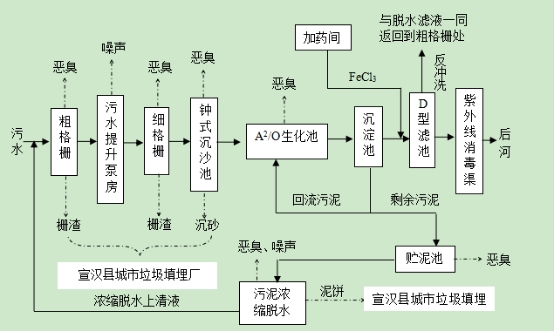 与脱水滤液一同
返回到粗格栅处
加药间
噪声
恶臭
恶臭
恶臭
恶臭
FeCl₃
反冲洗
污水
粗格栅
污水提升泵房
细格栅
钟式沉沙池
A²/O生化池
沉淀池
D型滤池
紫外线消毒渠
后河
回流污泥
剩余污泥
栅渣
栅渣
沉砂
宣汉县城市垃圾填埋厂
恶臭、噪声
贮泥池
恶臭
浓缩脱水上清液
污泥浓
缩脱水
泥饼
宣汉县城市垃圾填埋